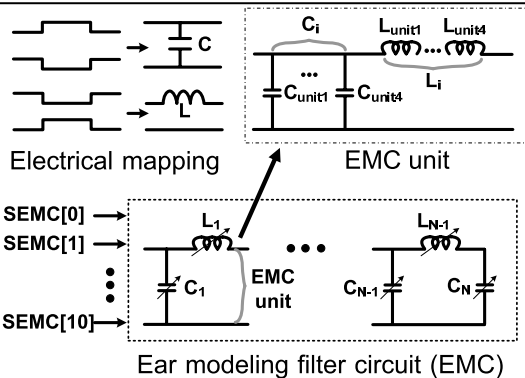 C
L
Electrical mapping
Ci
Lunit1 Lunit4
...
...
Cunit1 Cunit4
Li
EMC unit
SEMC[0]
SEMC[1]
SEMC[10]
L1
C1
EMC
unit
LN-1
CN-1
CN
Ear modeling filter circuit (EMC)